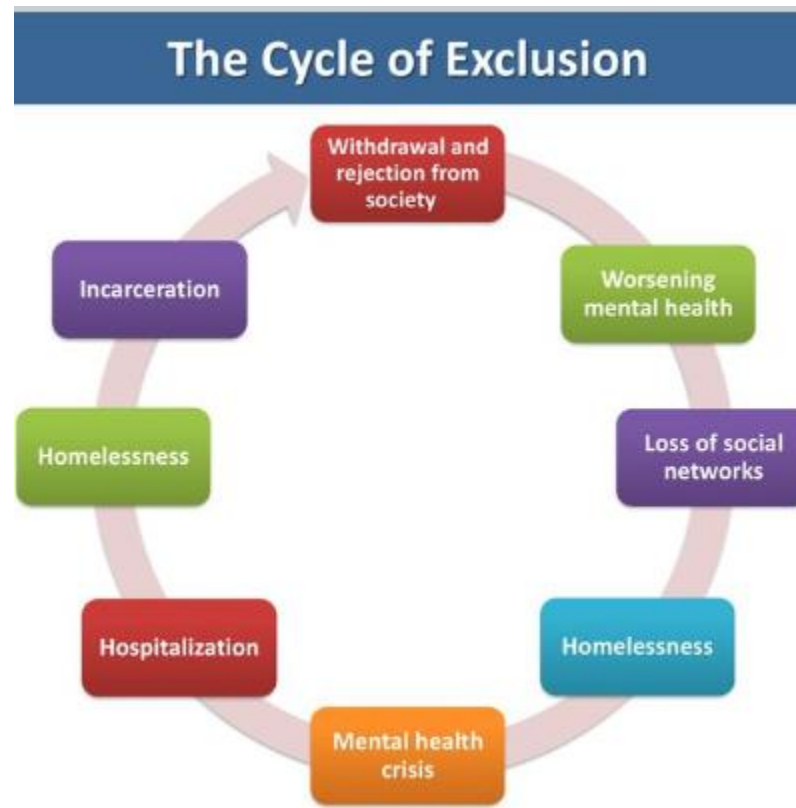 The Cycle of Exclusion
Withdrawal and
rejection from
society
Worsening
mental health
Loss of social
networks
Homelessness
Mental health
crisis
Hospitalization
Homelessness
Incarceration